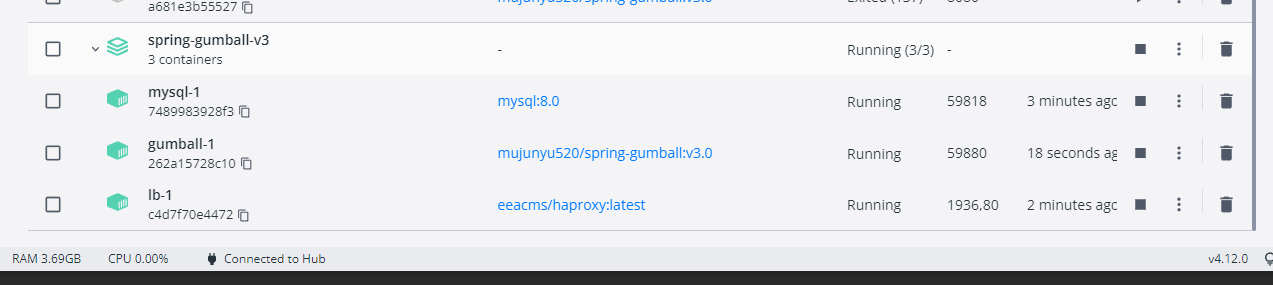 a681e3b55527
spring-gumball-v3 - Running (3/3) -
3 containers
mysql-1 mysql:8.0 Running 59818 3 minutes agc
7489983928f3
gumball-1 mujunyu520/spring-gumball:v3.0 Running 59880 18 seconds ag
262a15728c10
lb-1 eeacms/haproxy:latest Running 1936,80 2 minutes agc
c4d7f70e4472
RAM 3.69GB CPU 0.00% Connected to Hub v4.12.0